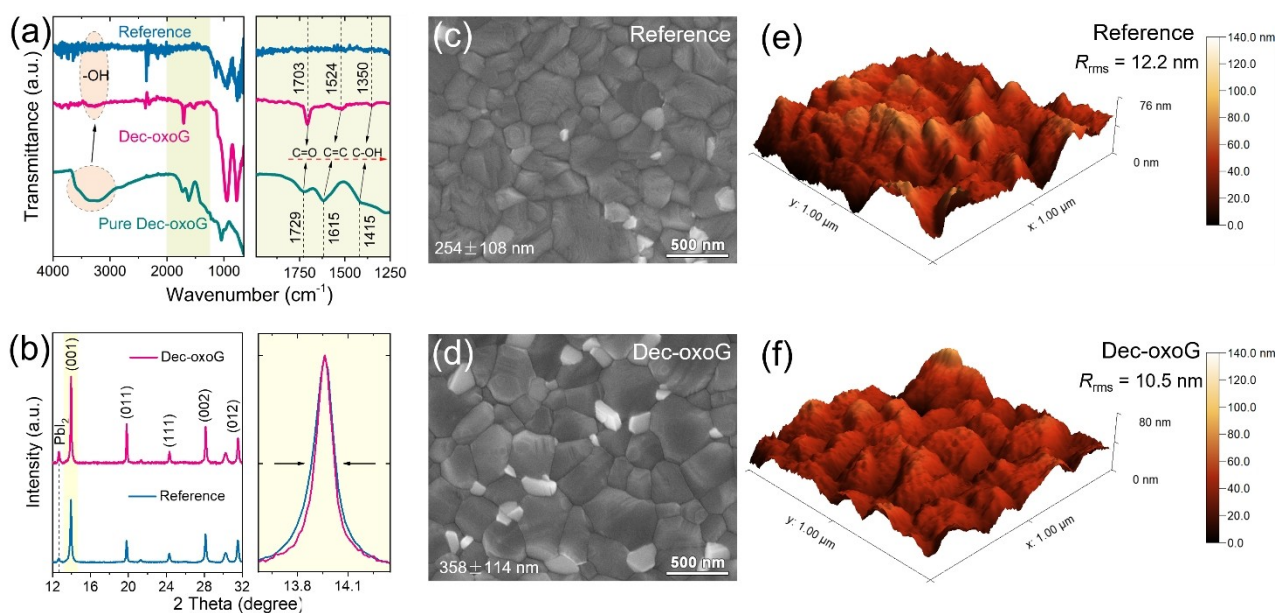 (a)
Reference
-OH
Dec-oxoG
Pure Dec-oxoG
Transmittance (a.u.)
4000 3000 2000 1000
1703
1524
1350
C=O C=C C-OH
1729
1615
1415
1750 1500 1250
Wavenumber (cm⁻¹)
(b)
Intensity (a.u.)
PbI₂
(001)
Dec-oxoG
(011)
(111)
(002)
(012)
Reference
12 16 20 24 28 32
13.8 14.1
2 Theta (degree)
(c)
Reference
254±108 nm
500 nm
(d)
Dec-oxoG
358±114 nm
500 nm
(e)
Reference
Rrms = 12.2 nm
76 nm
0 nm
y: 1.00 µm
x: 1.00 µm
140.0 nm
120.0
100.0
80.0
60.0
40.0
20.0
0.0
(f)
Dec-oxoG
Rrms = 10.5 nm
80 nm
0 nm
y: 1.00 µm
x: 1.00 µm
140.0 nm
120.0
100.0
80.0
60.0
40.0
20.0
0.0